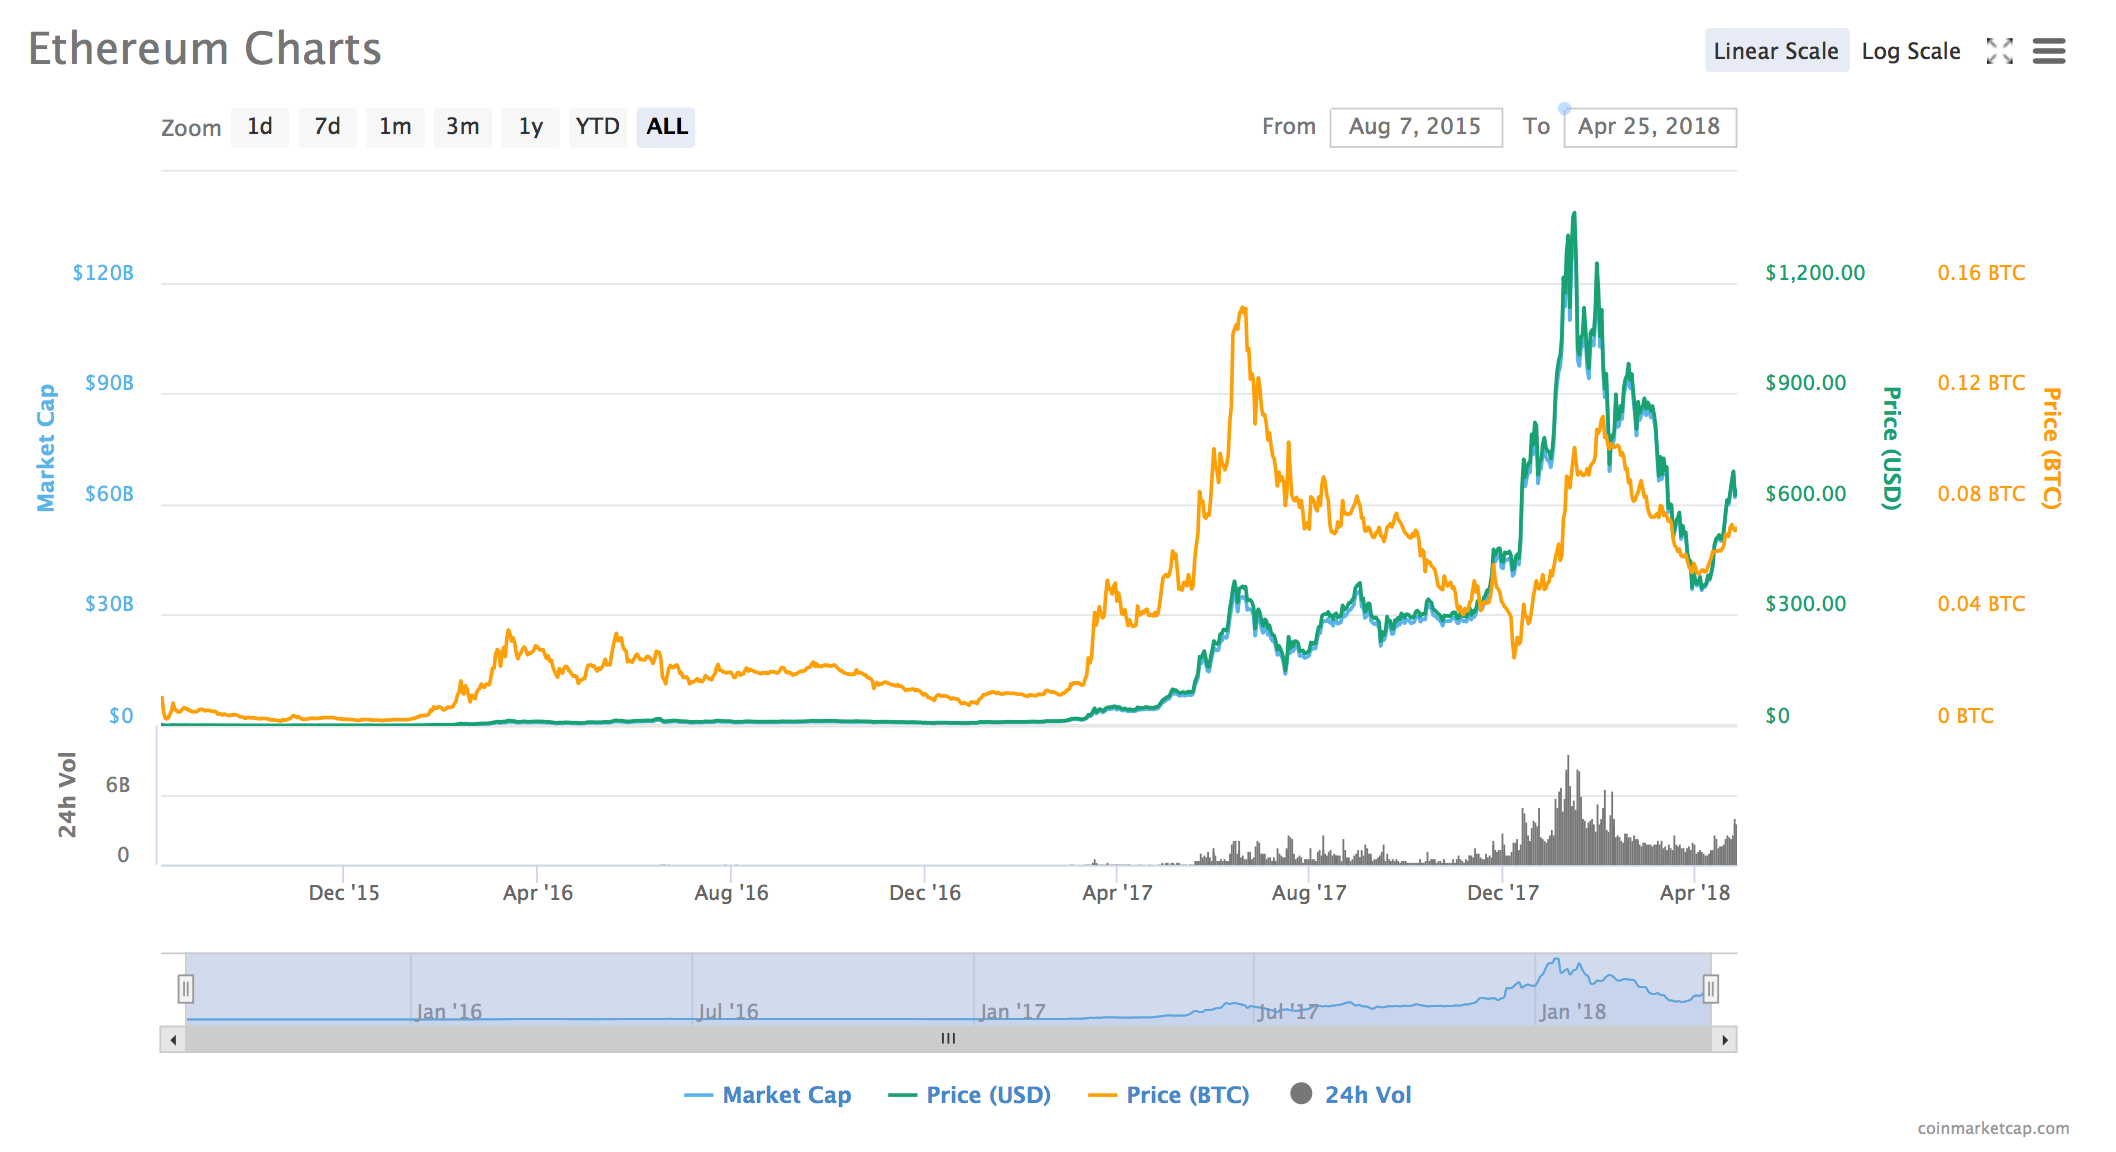 Ethereum Charts
Linear Scale Log Scale
Zoom 1d 7d 1m 3m 1y YTD ALL
From Aug 7, 2015 To Apr 25, 2018
$120B $1,200.00 0.16 BTC
$90B $900.00 0.12 BTC
Market Cap
Price (USD)
Price (BTC)
$60B $600.00 0.08 BTC
$30B $300.00 0.04 BTC
$0 $0 0 BTC
24h Vol
6B
0
Dec '15 Apr '16 Aug '16 Dec '16 Apr '17 Aug '17 Dec '17 Apr '18
Jan '16 Jul '16 Jan '17 Jul '17 Jan '18
Market Cap Price (USD) Price (BTC) 24h Vol
coinmarketcap.com